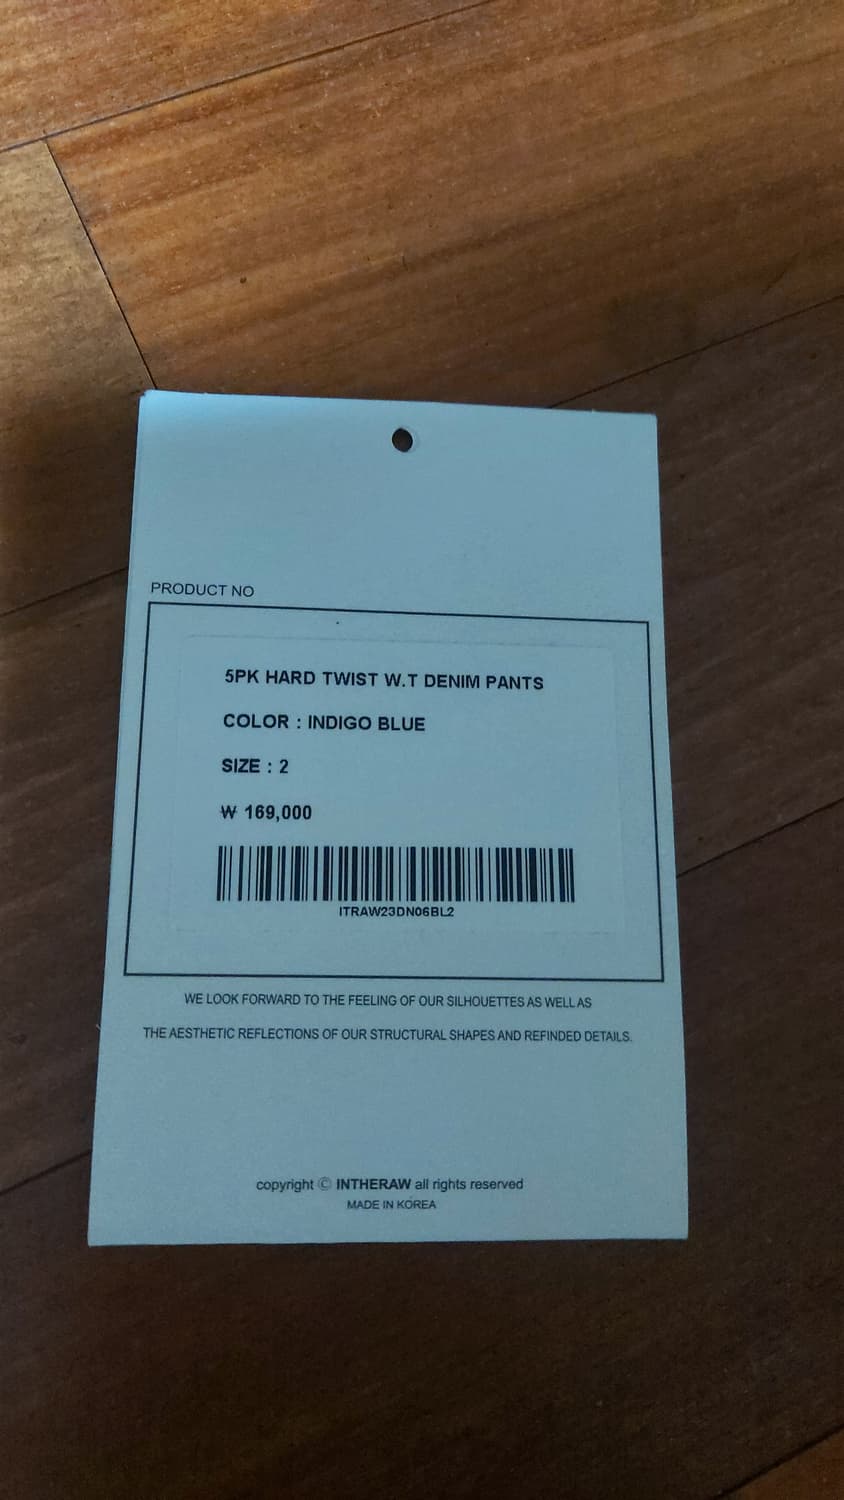 PRODUCT NO
5PK HARD TWIST W.T DENIM PANTS
COLOR : INDIGO BLUE
SIZE : 2
₩ 169,000
ITRAW23DN06BL2
WE LOOK FORWARD TO THE FEELING OF OUR SILHOUETTES AS WELL AS
THE AESTHETIC REFLECTIONS OF OUR STRUCTURAL SHAPES AND REFINDED DETAILS.
copyright © INTHERAW all rights reserved
MADE IN KOREA